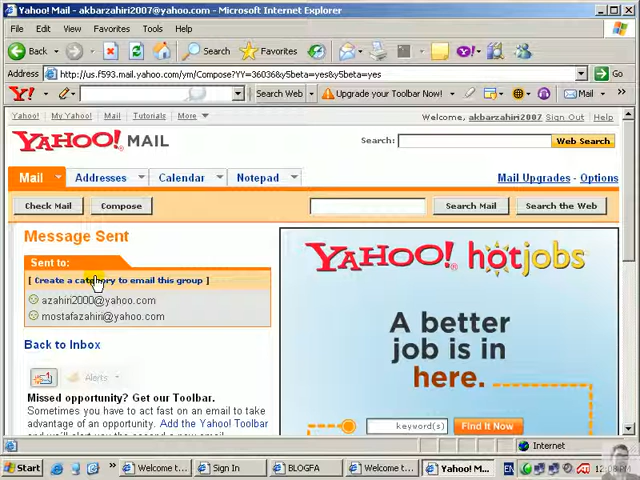 Yahoo! Mail - akbarzahiri2007@yahoo.com - Microsoft Internet Explorer
File Edit View Favorites Tools Help
Back Search Favorites
Address http://us.f593.mail.yahoo.com/ym/Compose?YY=36036&y5beta=yes&y5beta=yes Go
Y! Search Web Upgrade your Toolbar Now! Mail
Yahoo! My Yahoo! Mail Tutorials More Welcome, akbarzahiri2007 Sign Out Help
YAHOO! MAIL Search: Web Search
Mail Addresses Calendar Notepad Mail Upgrades - Options
Check Mail Compose Search Mail Search the Web
Message Sent
Sent to:
[ Create a category to email this group ]
azahiri2000@yahoo.com
mostafazahiri@yahoo.com
Back to Inbox
Alerts
Missed opportunity? Get our Toolbar.
Sometimes you have to act fast on an email to take
advantage of an opportunity. Add the Yahoo! Toolbar
YAHOO! hotjobs
A better
job is in
here.
keyword(s) Find It Now
Internet
Start Welcome t... Sign In BLOGFA Welcome t... Yahoo! M... EN 12:08 PM